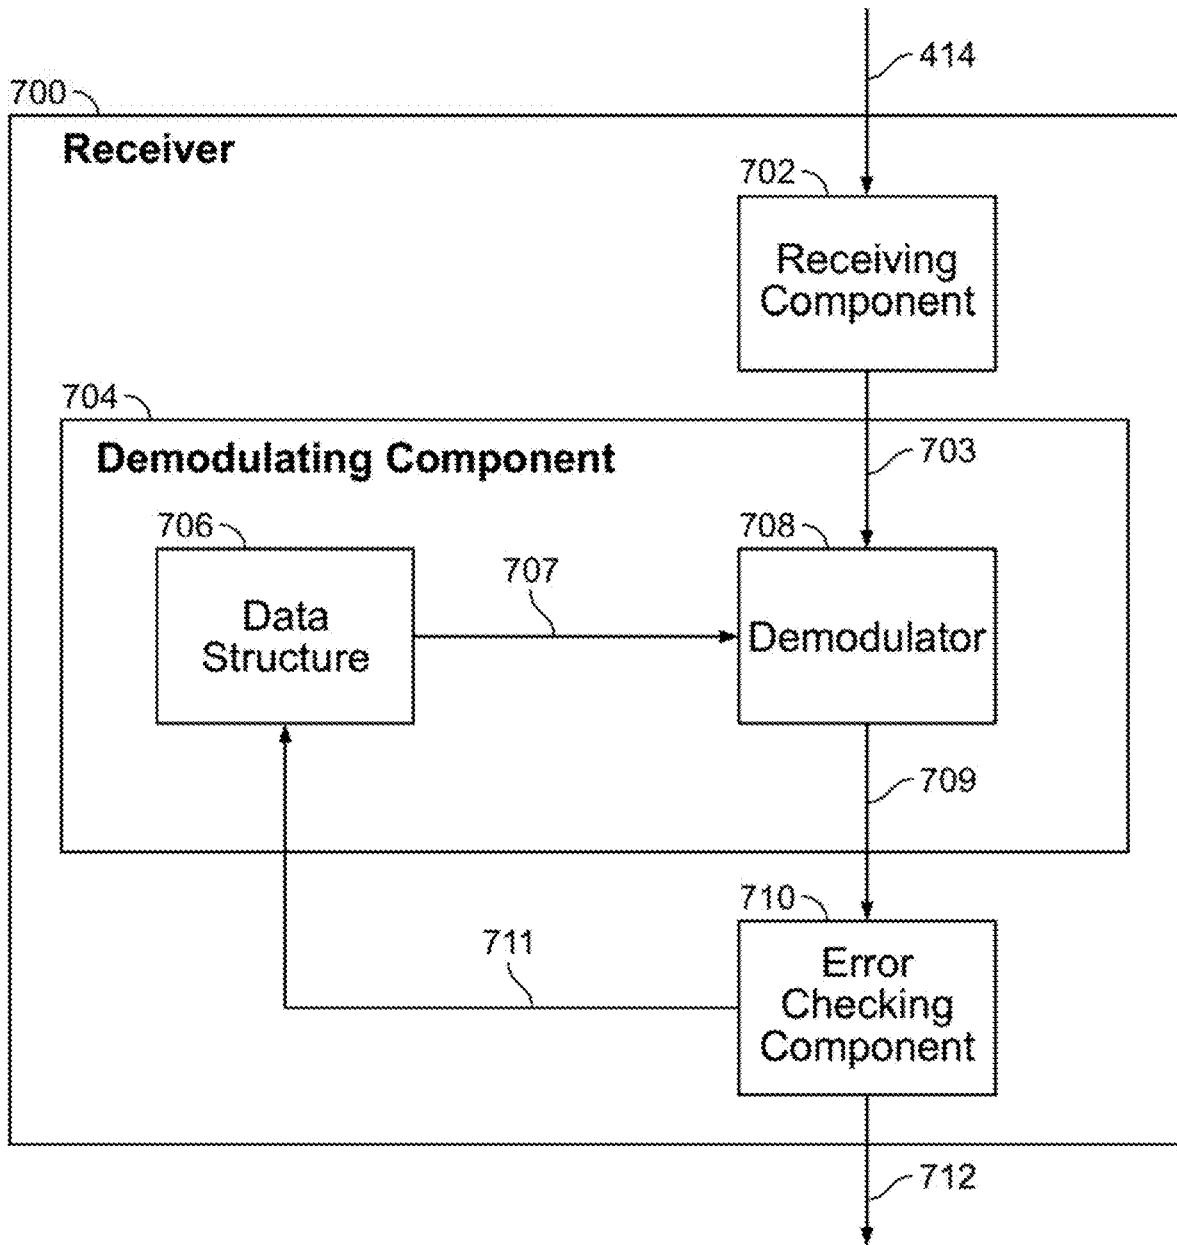 414
700
Receiver
702
Receiving
Component
704
Demodulating Component
703
706
708
707
Data
Structure
Demodulator
709
710
711
Error
Checking
Component
712